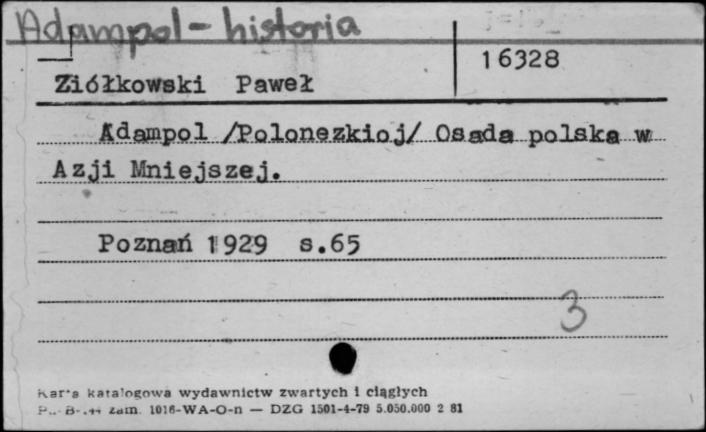 Adampol - historia
16328
Ziółkowski Paweł
Adampol /Polonezkioj/ Osada polska w
Azji Mniejszej.
Poznań 1929 s.65
3
Karta katalogowa wydawnictw zwartych i ciągłych
zam. 1016-WA-O-n — DZG 1501-4-79 5.050.000 2 81